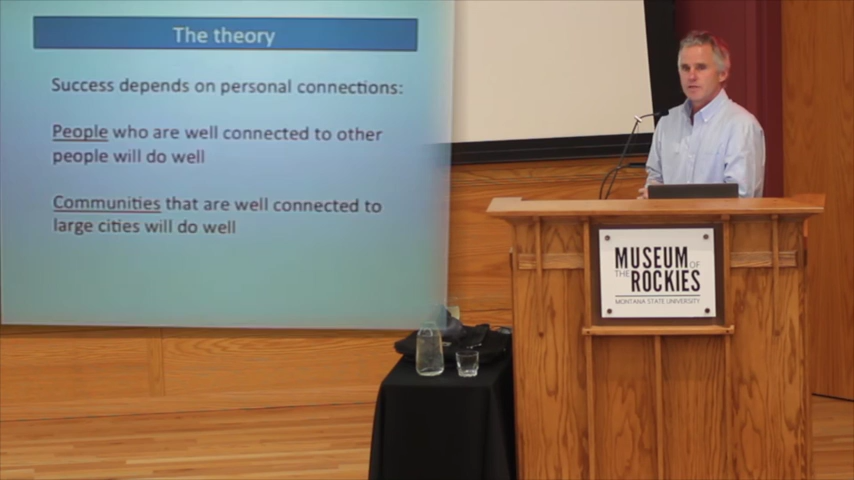 The theory
Success depends on personal connections:
People who are well connected to other
people will do well
Communities that are well connected to
large cities will do well
MUSEUM OF
THE ROCKIES
MONTANA STATE UNIVERSITY